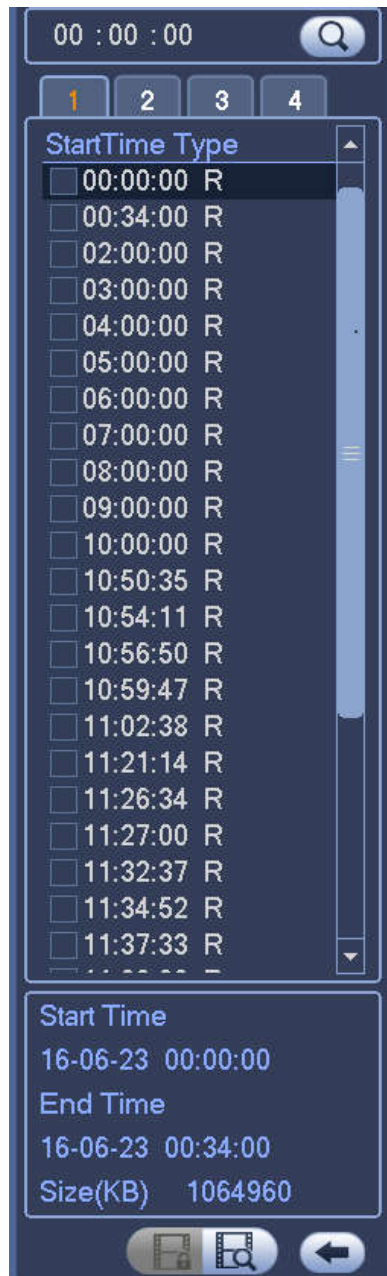 00 :00 :00
1 2 3 4
StartTime Type
00:00:00 R
00:34:00 R
02:00:00 R
03:00:00 R
04:00:00 R
05:00:00 R
06:00:00 R
07:00:00 R
08:00:00 R
09:00:00 R
10:00:00 R
10:50:35 R
10:54:11 R
10:56:50 R
10:59:47 R
11:02:38 R
11:21:14 R
11:26:34 R
11:27:00 R
11:32:37 R
11:34:52 R
11:37:33 R
Start Time
16-06-23 00:00:00
End Time
16-06-23 00:34:00
Size(KB) 1064960